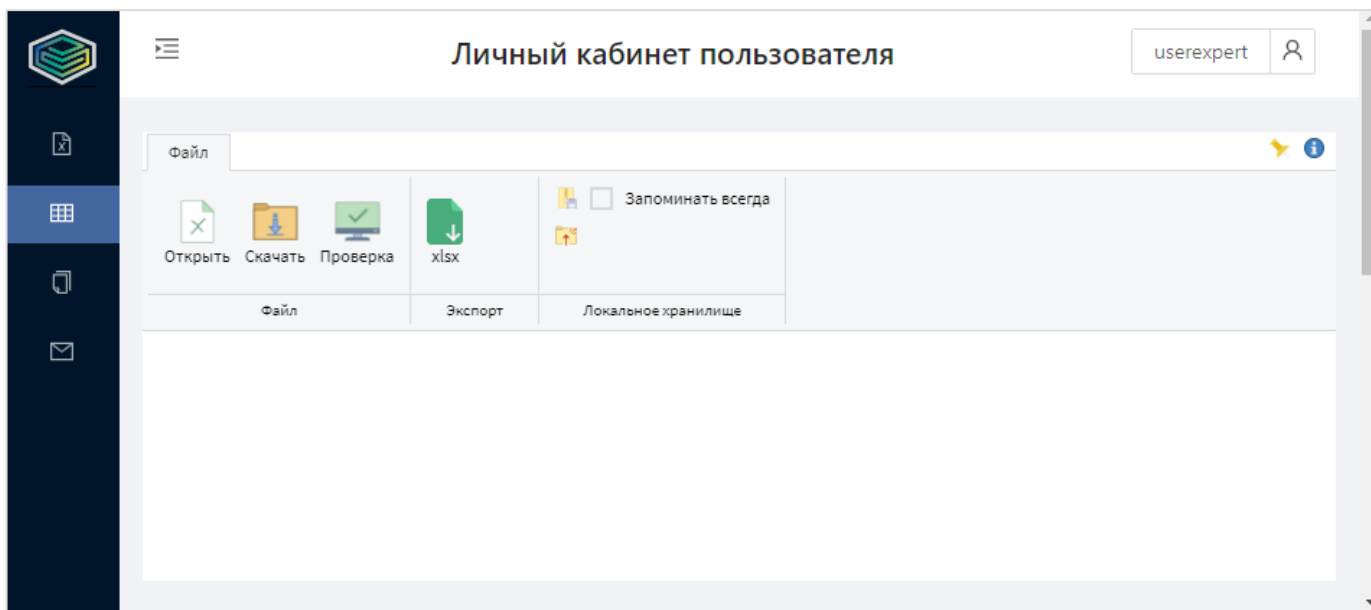 Личный кабинет пользователя
userexpert
Файл
Запоминать всегда
Открыть Скачать Проверка xlsx
Файл Экспорт Локальное хранилище